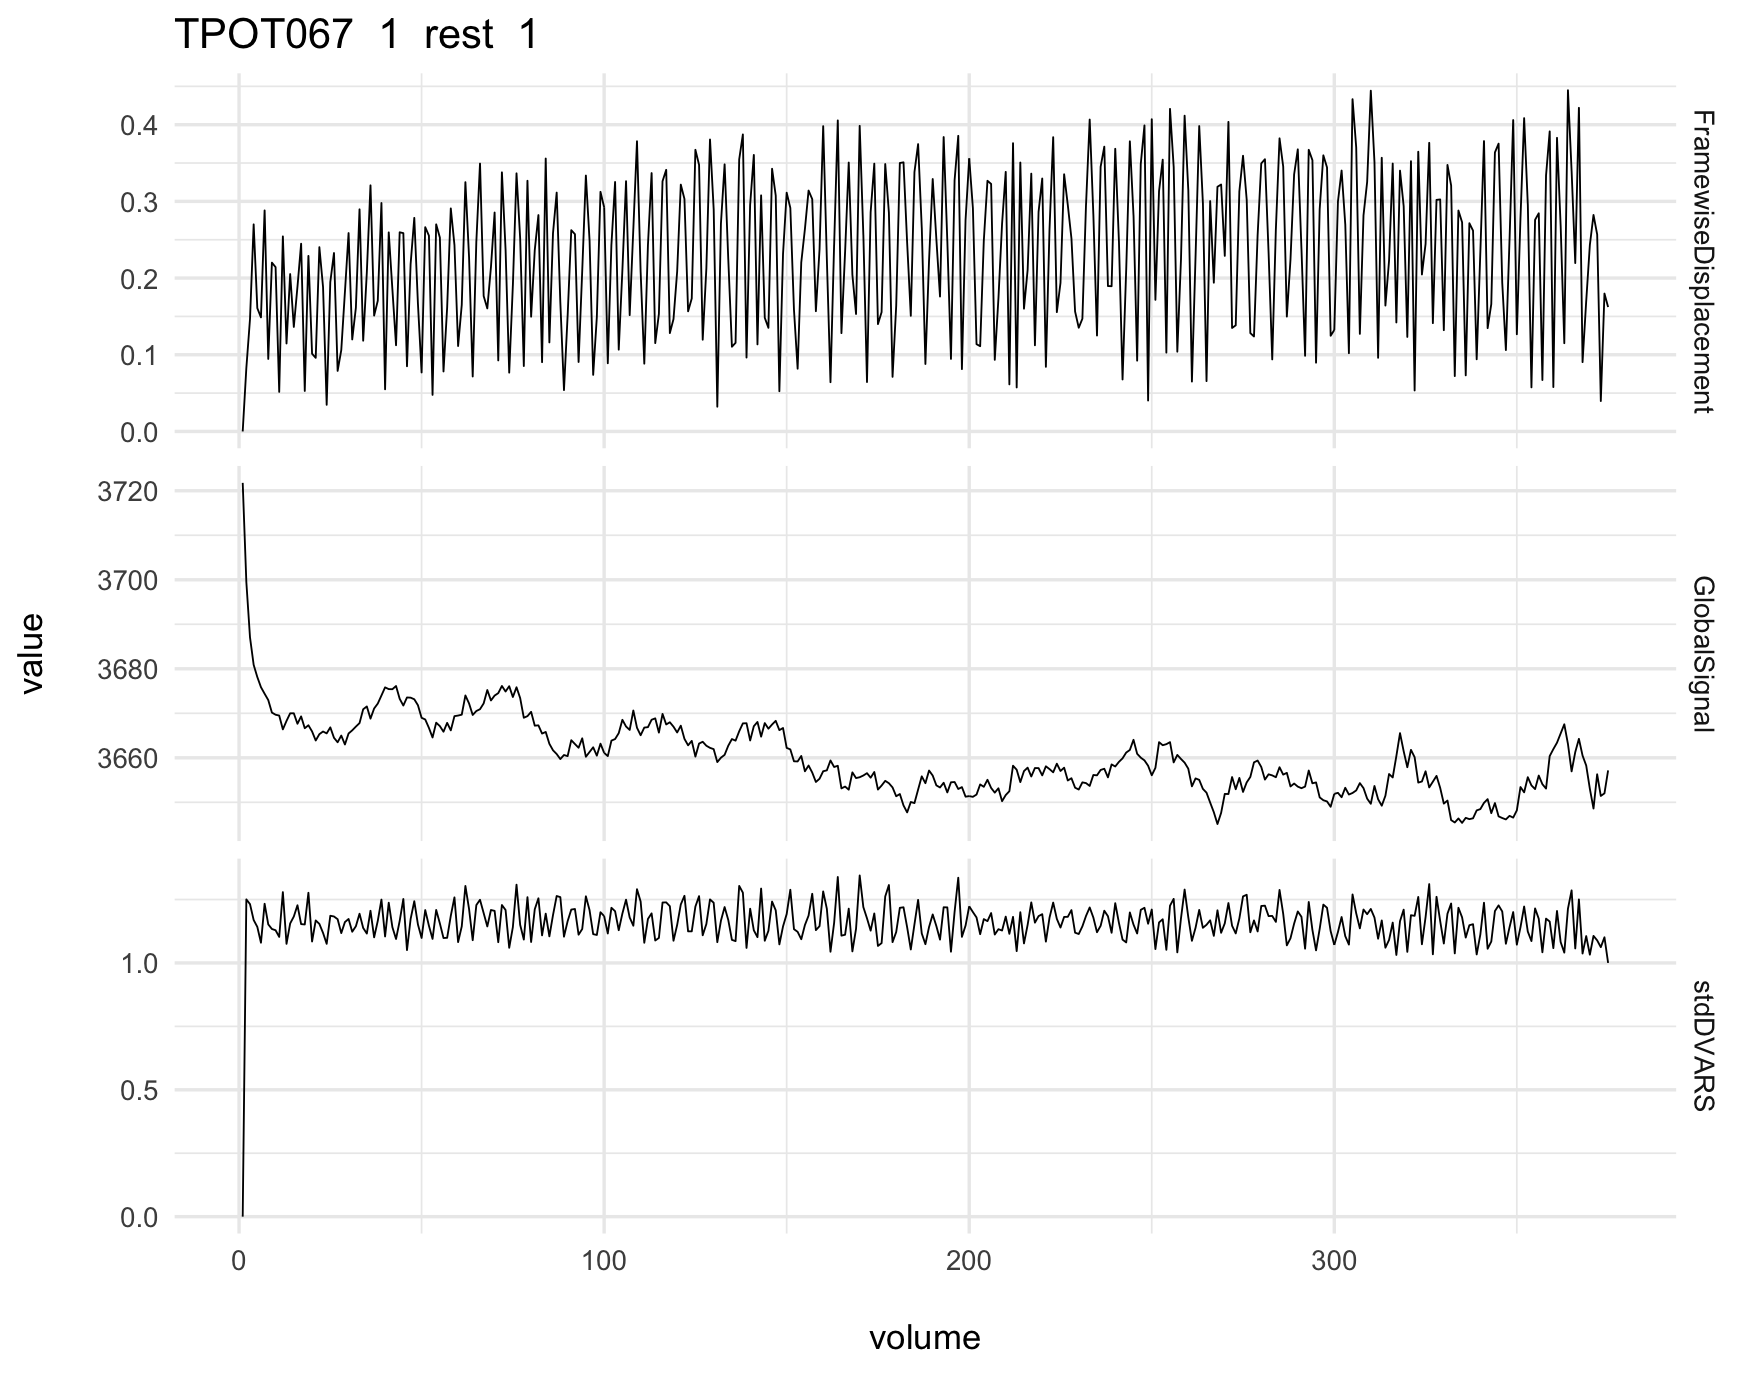 TPOT067 1 rest 1
0.4
0.3
0.2
0.1
0.0
FramewiseDisplacement
3720
3700
3680
3660
GlobalSignal
value
1.0
0.5
0.0
stdDVARS
0 100 200 300
volume